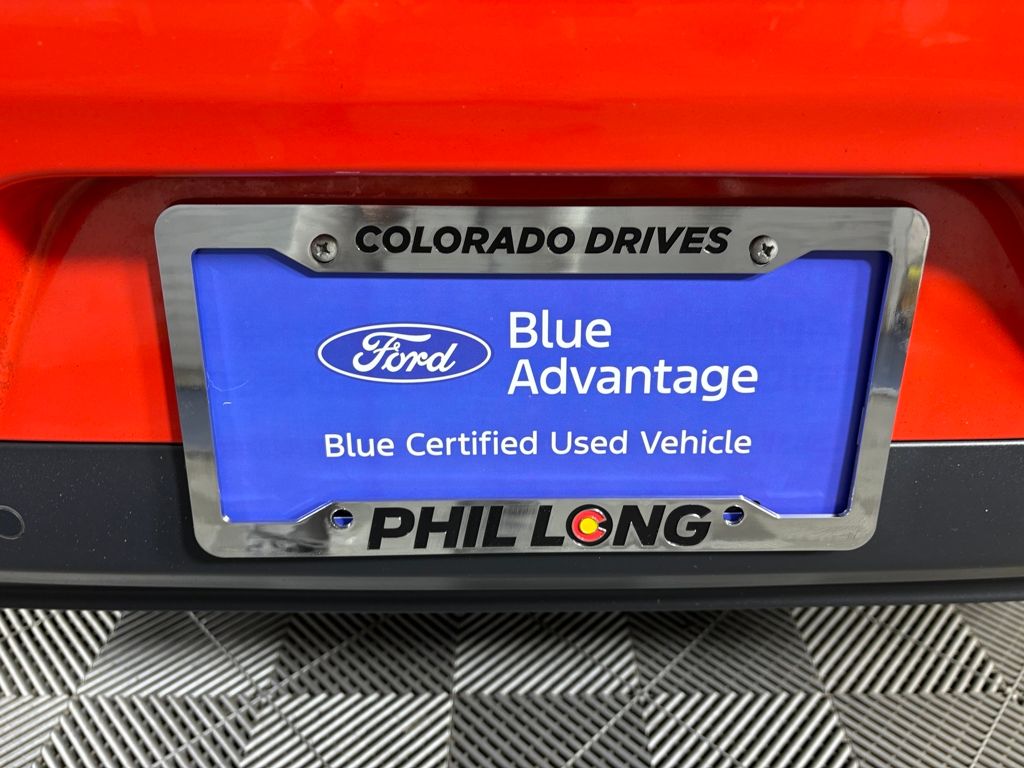 COLORADO DRIVES
Ford
Blue
Advantage
Blue Certified Used Vehicle
PHIL LONG